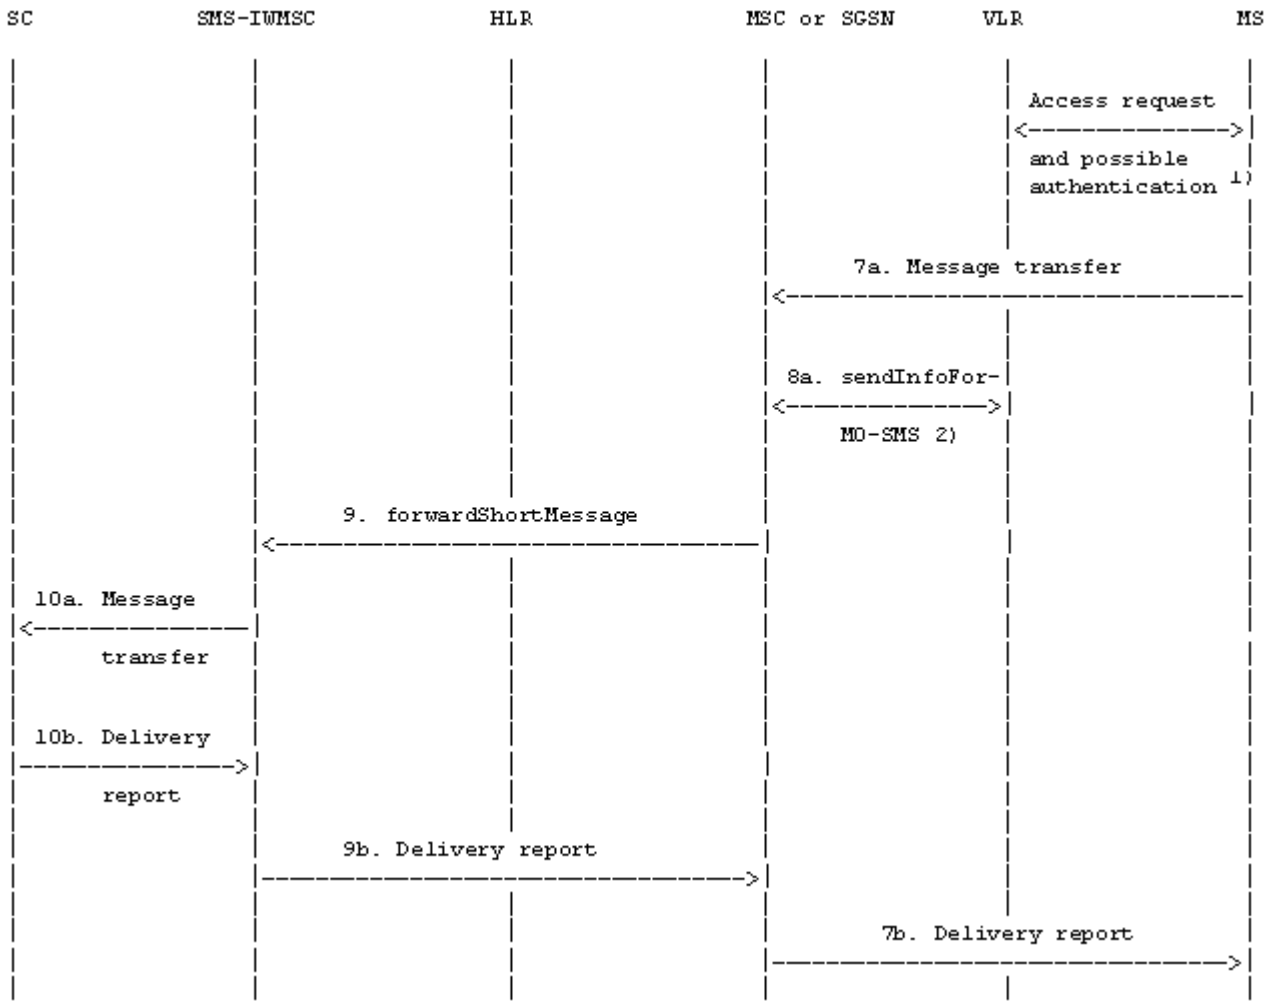 SC SMS-IWMSC HLR MSC or SGSN VLR MS
Access request
and possible
authentication 1)
7a. Message transfer
8a. sendInfoFor-
MO-SMS 2)
9. forwardShortMessage
10a. Message
transfer
10b. Delivery
report
9b. Delivery report
7b. Delivery report